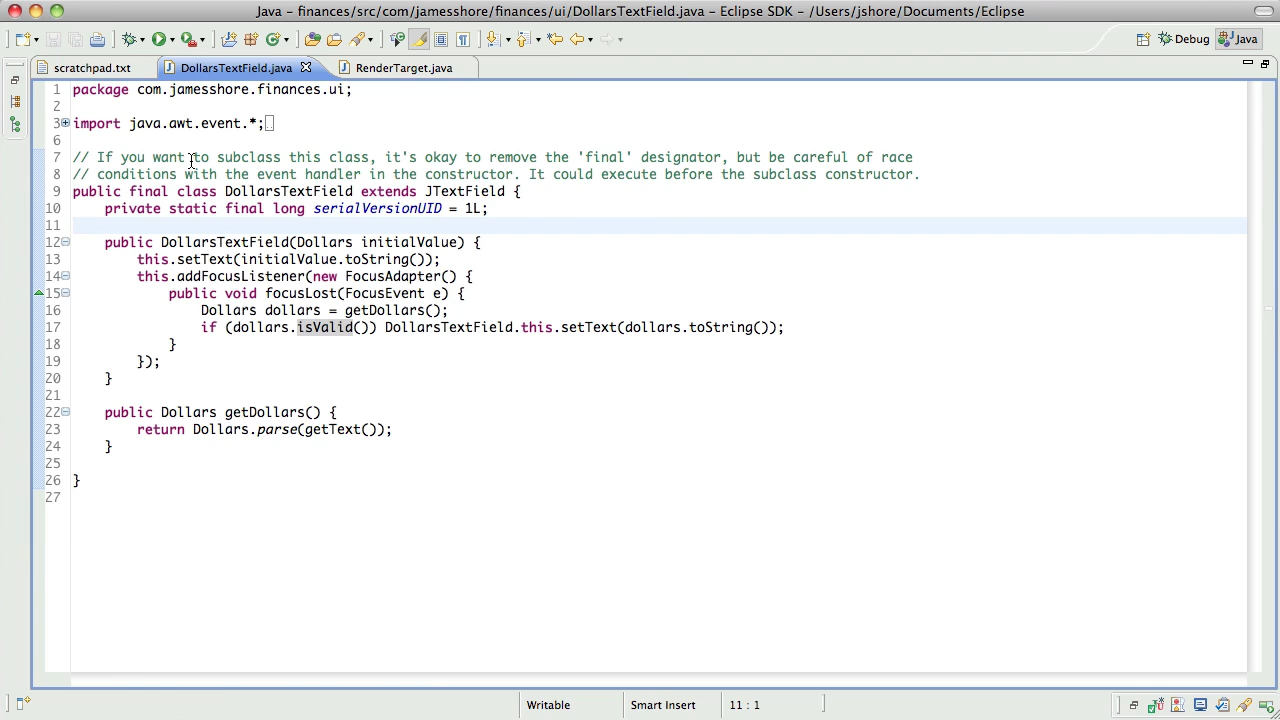 Java - finances/src/com/jamesshore/finances/ui/DollarsTextField.java - Eclipse SDK - /Users/jshore/Documents/Eclipse
Debug Java
scratchpad.txt DollarsTextField.java RenderTarget.java
1 package com.jamesshore.finances.ui;
2
3 import java.awt.event.*;
6
7 // If you want to subclass this class, it's okay to remove the 'final' designator, but be careful of race
8 // conditions with the event handler in the constructor. It could execute before the subclass constructor.
9 public final class DollarsTextField extends JTextField {
10 private static final long serialVersionUID = 1L;
11
12 public DollarsTextField(Dollars initialValue) {
13 this.setText(initialValue.toString());
14 this.addFocusListener(new FocusAdapter() {
15 public void focusLost(FocusEvent e) {
16 Dollars dollars = getDollars();
17 if (dollars.isValid()) DollarsTextField.this.setText(dollars.toString());
18 }
19 });
20 }
21
22 public Dollars getDollars() {
23 return Dollars.parse(getText());
24 }
25
26 }
27
Writable Smart Insert 11 : 1